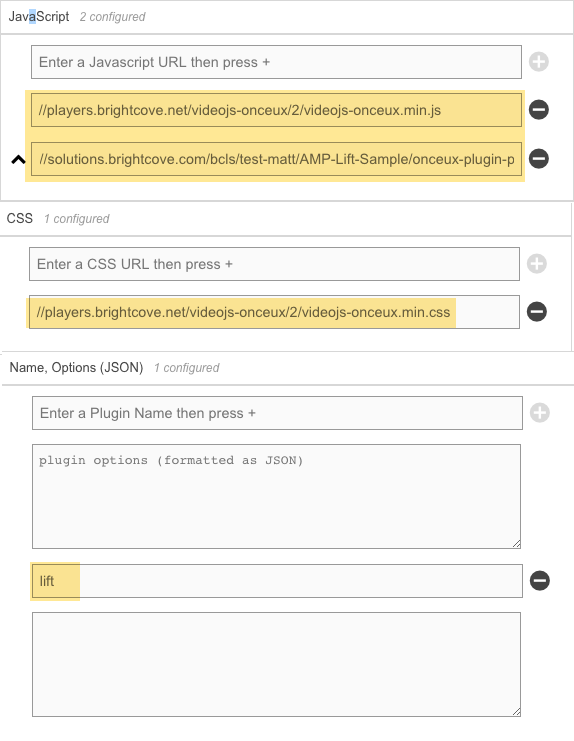 JavaScript 2 configured
Enter a Javascript URL then press +
//players.brightcove.net/videojs-onceux/2/videojs-onceux.min.js
//solutions.brightcove.com/bcls/test-matt/AMP-Lift-Sample/onceux-plugin-p
CSS 1 configured
Enter a CSS URL then press +
//players.brightcove.net/videojs-onceux/2/videojs-onceux.min.css
Name, Options (JSON) 1 configured
Enter a Plugin Name then press +
plugin options (formatted as JSON)
lift